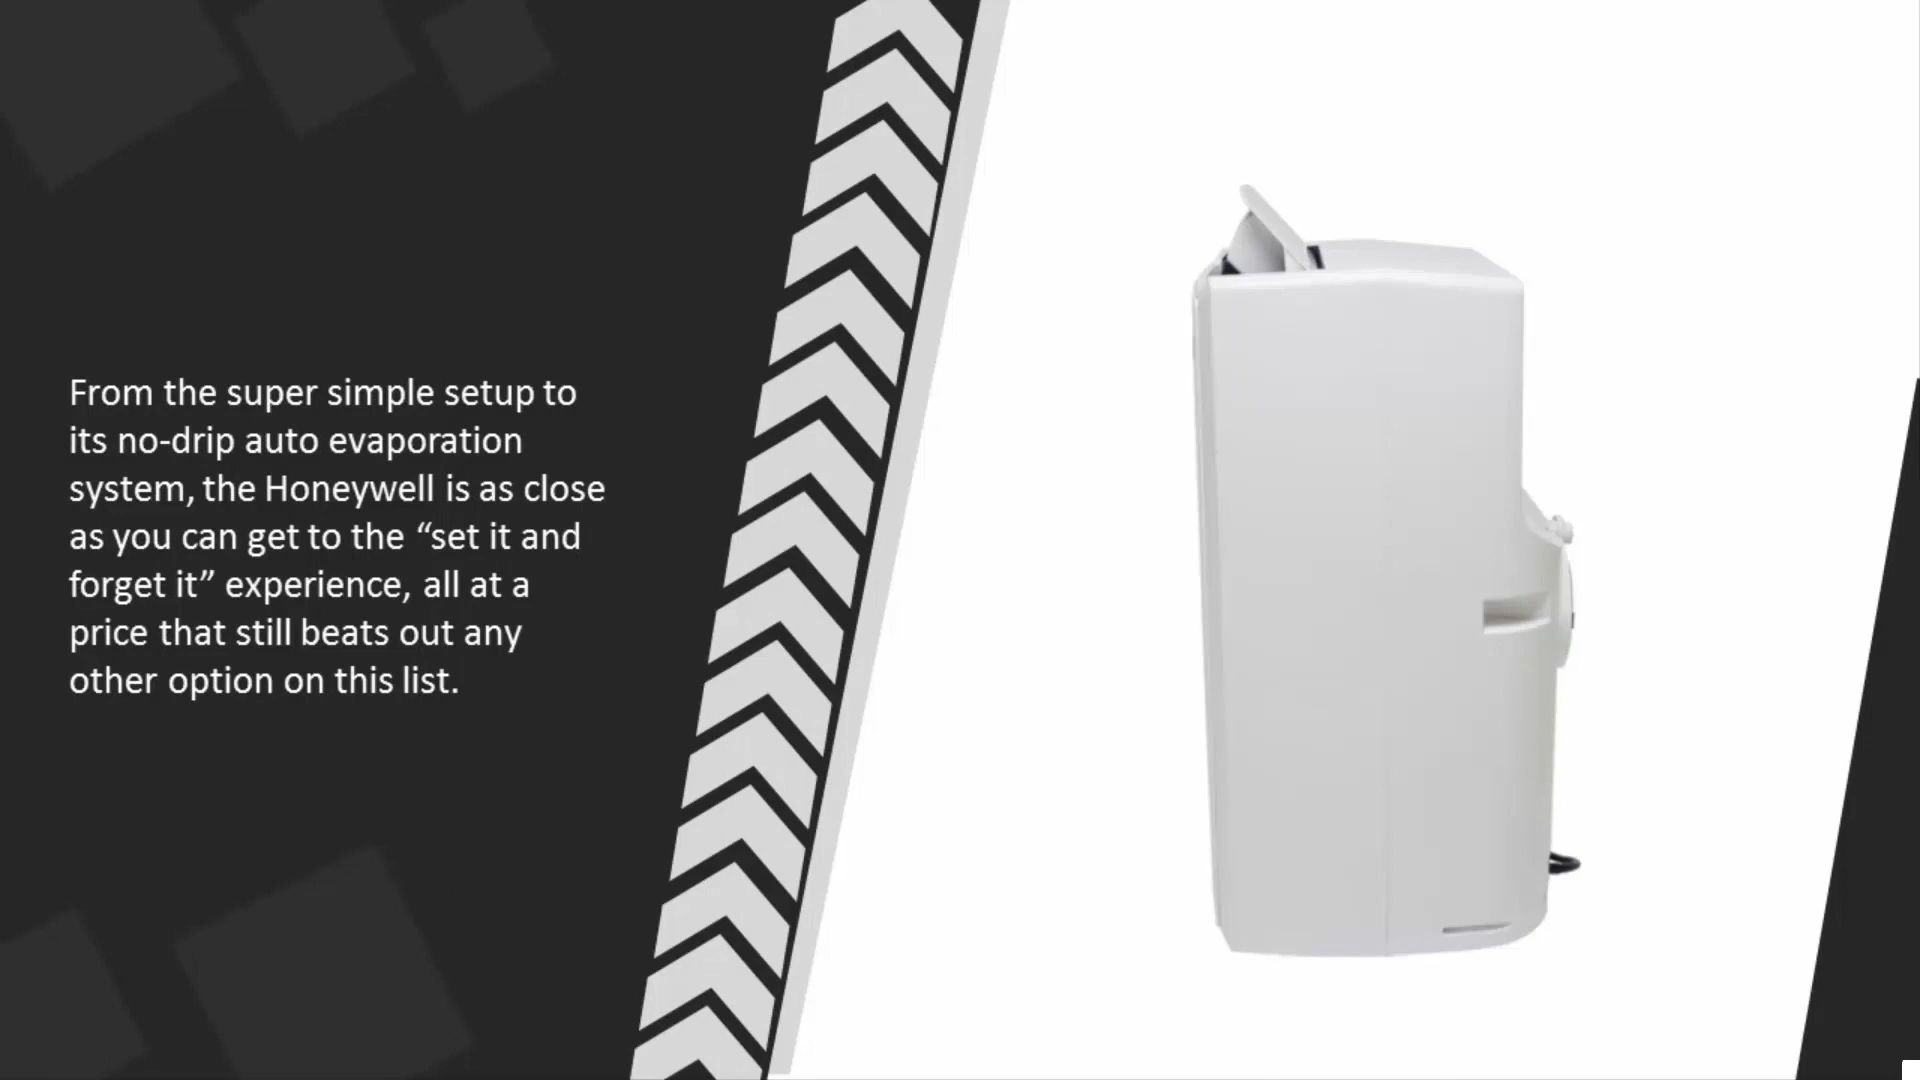 From the super simple setup to
its no-drip auto evaporation
system, the Honeywell is as close
as you can get to the “set it and
forget it” experience, all at a
price that still beats out any
other option on this list.